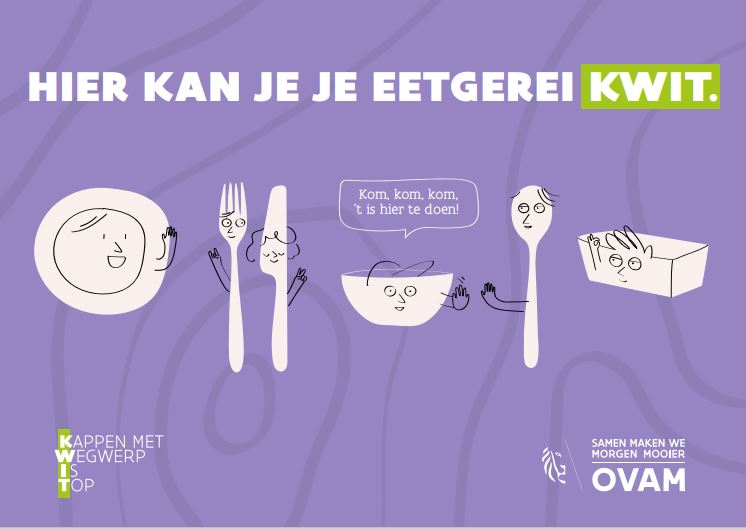 HIER KAN JE JE EETGEREI KWIT.
Kom, kom, kom,
't is hier te doen!
KAPPEN MET
WEGWERP
IS
TOP
SAMEN MAKEN WE
MORGEN MOOIER
OVAM